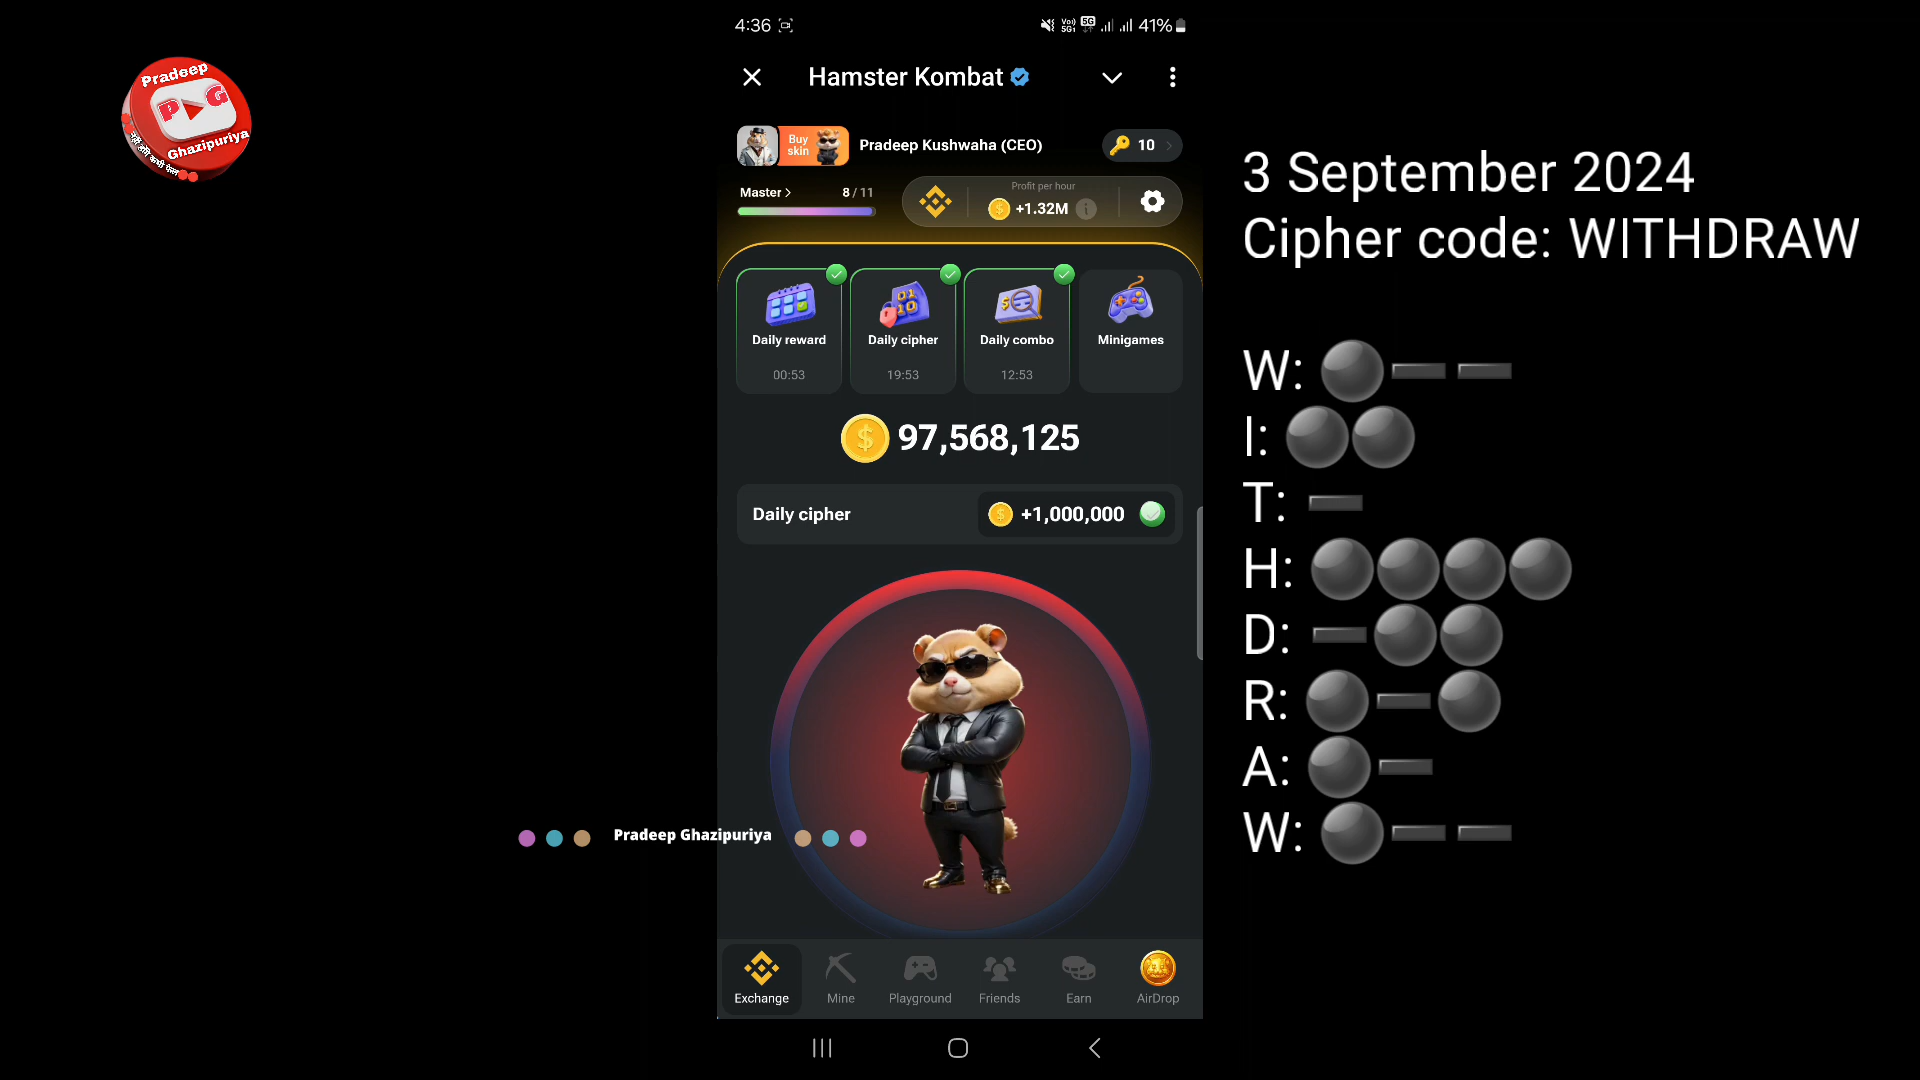 Pradeep
PG
Ghazipuriya
4:36
41%
Hamster Kombat
Buy
skin
Pradeep Kushwaha (CEO)
10
Master >
8 / 11
Profit per hour
+1.32M
Daily reward
00:53
Daily cipher
19:53
Daily combo
12:53
Minigames
97,568,125
Daily cipher
+1,000,000
Pradeep Ghazipuriya
Exchange
Mine
Playground
Friends
Earn
AirDrop
3 September 2024
Cipher code: WITHDRAW
W:
I:
T:
H:
D:
R:
A:
W: